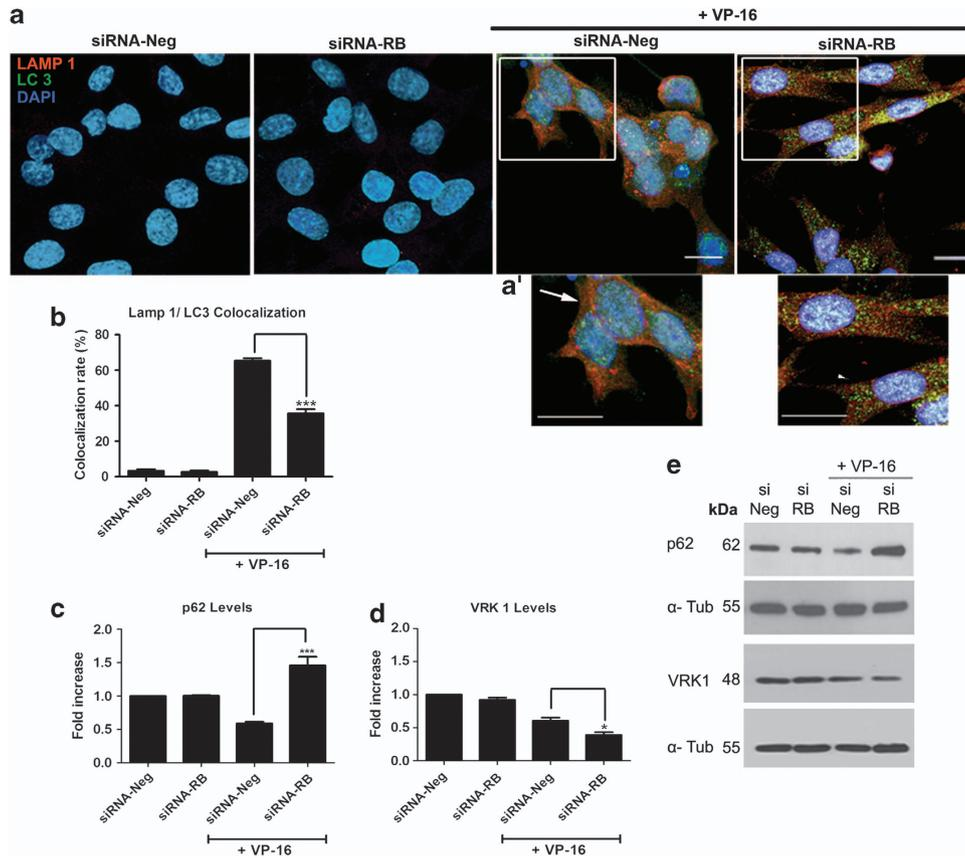 a
+ VP-16
siRNA-Neg
siRNA-RB
siRNA-Neg
siRNA-RB
LAMP 1
LC 3
DAPI
a'
b
Lamp 1/ LC3 Colocalization
Colocalization rate (%)
80
60
40
20
0
***
siRNA-Neg
siRNA-RB
siRNA-Neg
siRNA-RB
+ VP-16
c
p62 Levels
Fold increase
2.0
1.5
1.0
0.5
0.0
***
siRNA-Neg
siRNA-RB
siRNA-Neg
siRNA-RB
+ VP-16
d
VRK 1 Levels
Fold increase
2.0
1.5
1.0
0.5
0.0
*
siRNA-Neg
siRNA-RB
siRNA-Neg
siRNA-RB
+ VP-16
e
+ VP-16
si si si si
kDa Neg RB Neg RB
p62 62
α- Tub 55
VRK1 48
α- Tub 55